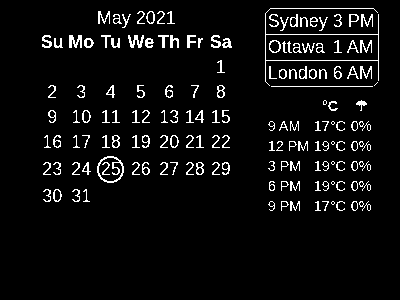 May 2021
Su Mo Tu We Th Fr Sa
1
2 3 4 5 6 7 8
9 10 11 12 13 14 15
16 17 18 19 20 21 22
23 24 25 26 27 28 29
30 31
Sydney 3 PM
Ottawa 1 AM
London 6 AM
°C ☂
9 AM 17°C 0%
12 PM 19°C 0%
3 PM 19°C 0%
6 PM 19°C 0%
9 PM 17°C 0%